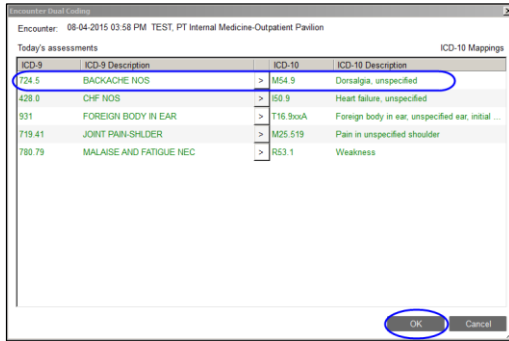 Encounter Dual Coding X
Encounter: 08-04-2015 03:58 PM TEST, PT Internal Medicine-Outpatient Pavilion
Today's assessments ICD-10 Mappings
ICD-9 ICD-9 Description ICD-10 ICD-10 Description
724.5 BACKACHE NOS > M54.9 Dorsalgia, unspecified
428.0 CHF NOS > I50.9 Heart failure, unspecified
931 FOREIGN BODY IN EAR > T16.9xxA Foreign body in ear, unspecified ear, initial ...
719.41 JOINT PAIN-SHLDER > M25.519 Pain in unspecified shoulder
780.79 MALAISE AND FATIGUE NEC > R53.1 Weakness
OK Cancel